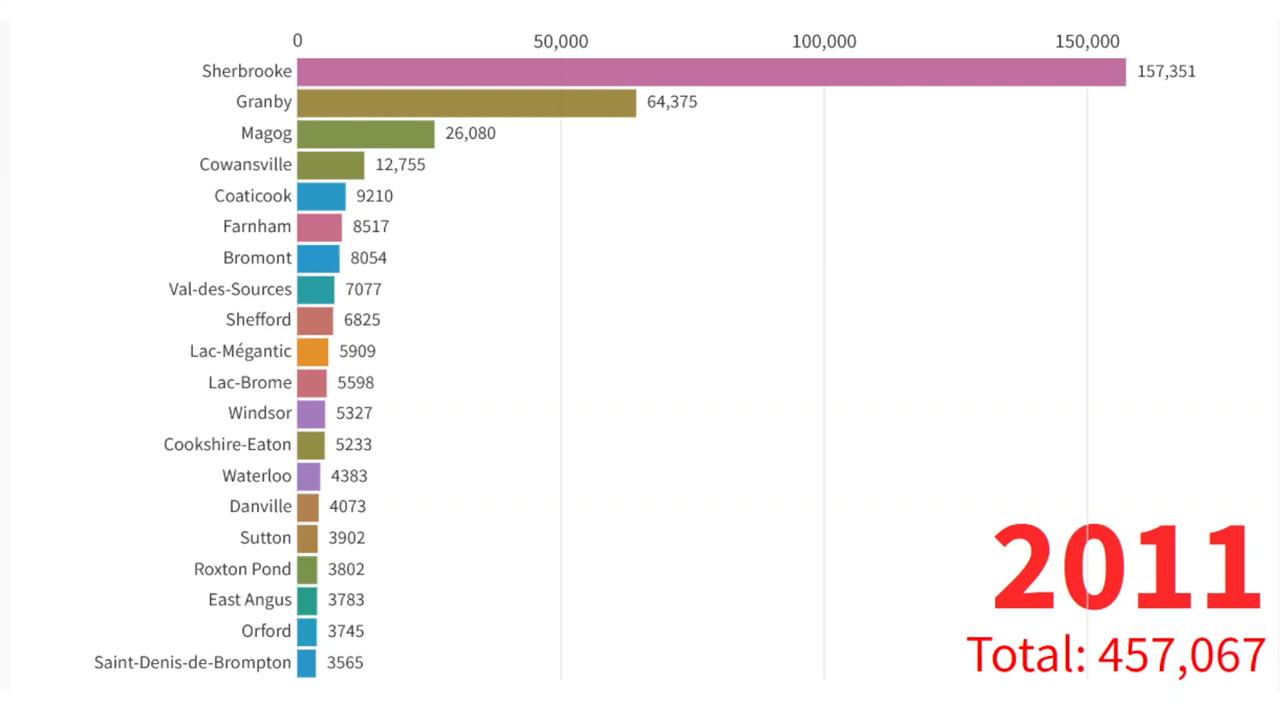 0 50,000 100,000 150,000
Sherbrooke 157,351
Granby 64,375
Magog 26,080
Cowansville 12,755
Coaticook 9210
Farnham 8517
Bromont 8054
Val-des-Sources 7077
Shefford 6825
Lac-Mégantic 5909
Lac-Brome 5598
Windsor 5327
Cookshire-Eaton 5233
Waterloo 4383
Danville 4073
Sutton 3902
Roxton Pond 3802
East Angus 3783
Orford 3745
Saint-Denis-de-Brompton 3565
2011
Total: 457,067